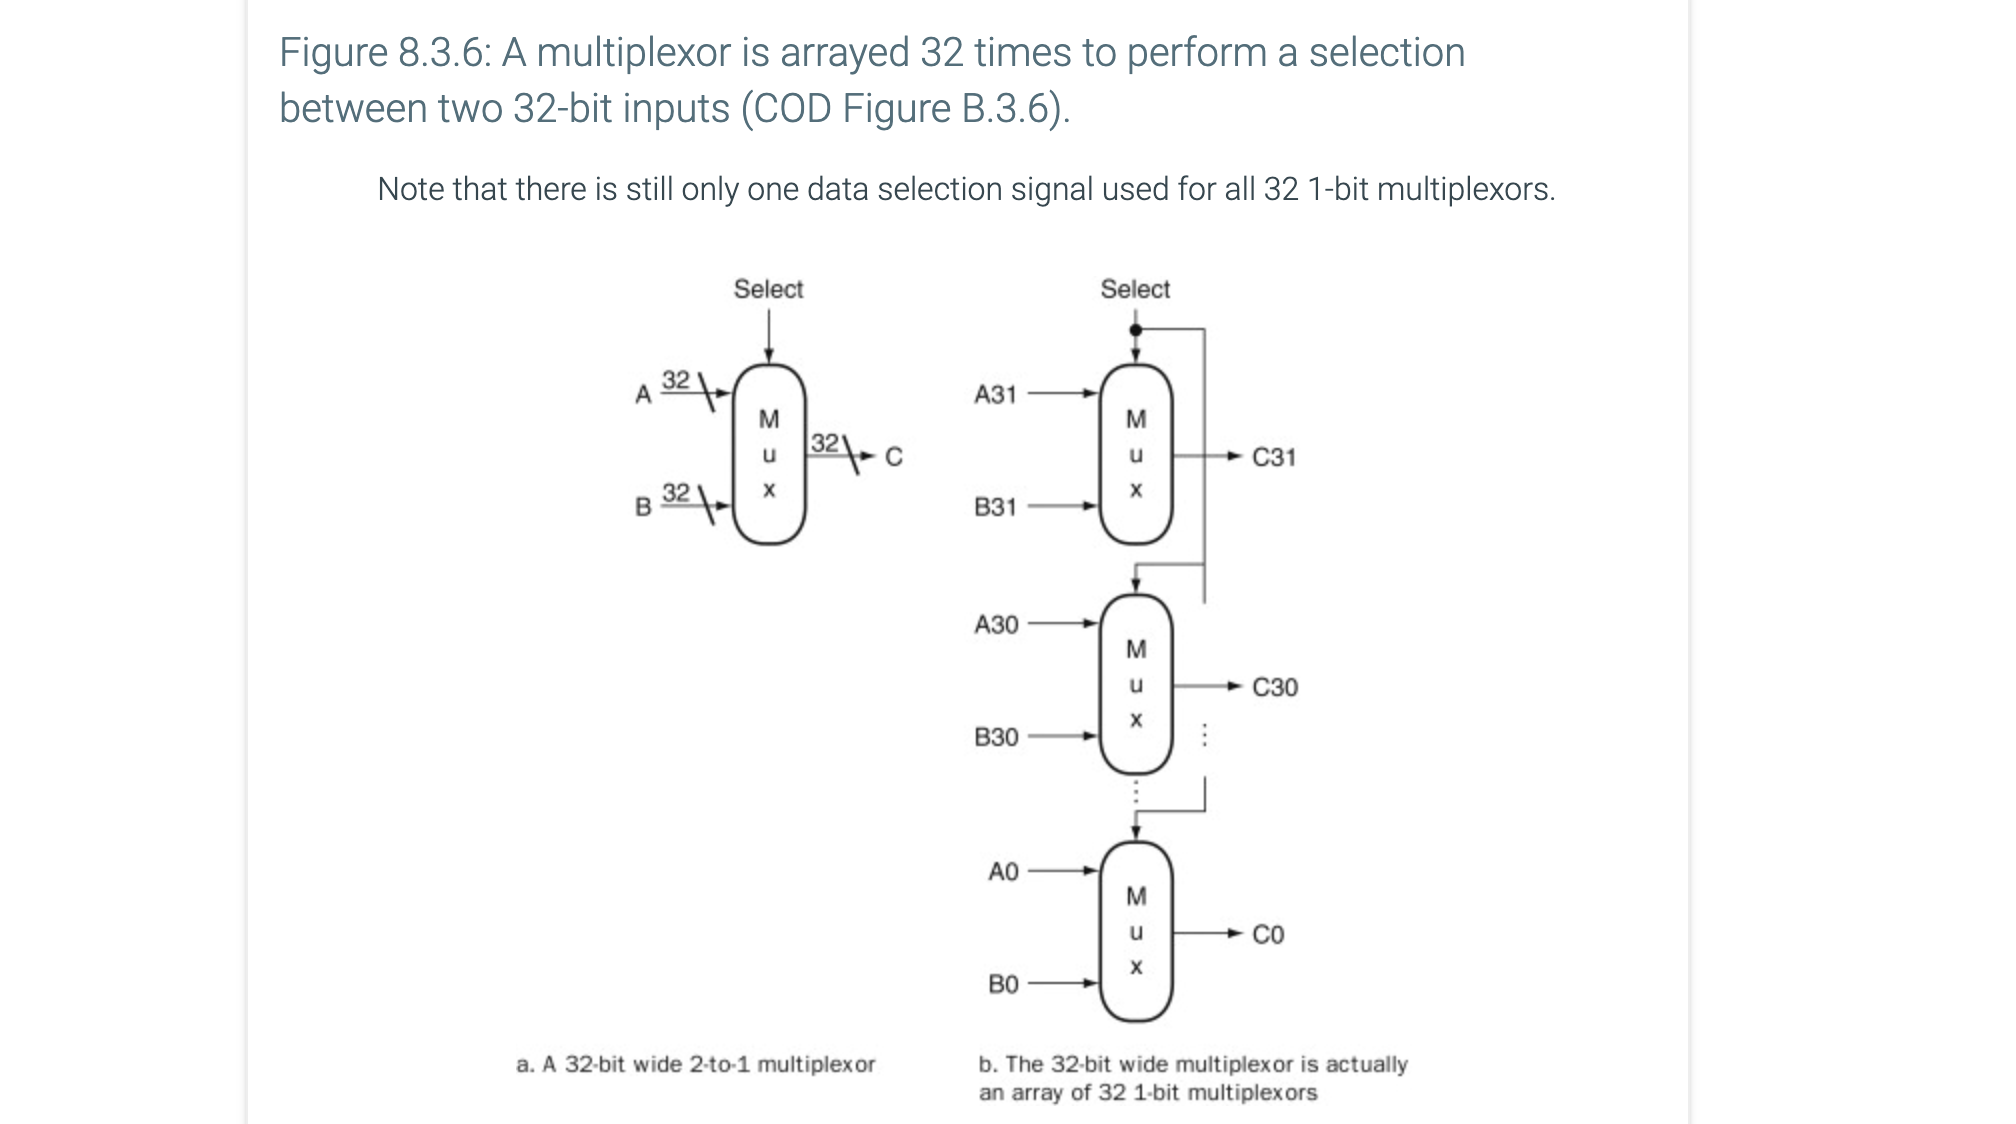 Figure 8.3.6: A multiplexor is arrayed 32 times to perform a selection
between two 32-bit inputs (COD Figure B.3.6).
Note that there is still only one data selection signal used for all 32 1-bit multiplexors.
Select
A 32
M
u
x
32 C
B 32
a. A 32-bit wide 2-to-1 multiplexor
Select
A31
M
u
x
C31
B31
A30
M
u
x
C30
B30
A0
M
u
x
C0
B0
b. The 32-bit wide multiplexor is actually
an array of 32 1-bit multiplexors